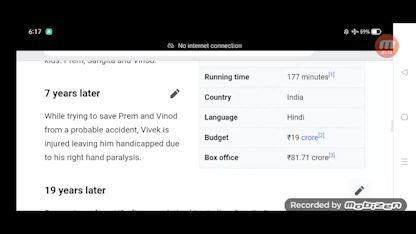 6:17
59%
No internet connection
kids: Prem, Sangita and Vinod.
7 years later
While trying to save Prem and Vinod
from a probable accident, Vivek is
injured leaving him handicapped due
to his right hand paralysis.
19 years later
Running time 177 minutes[1]
Country India
Language Hindi
Budget ₹19 crore[2]
Box office ₹81.71 crore[3]
Recorded by Mobizen